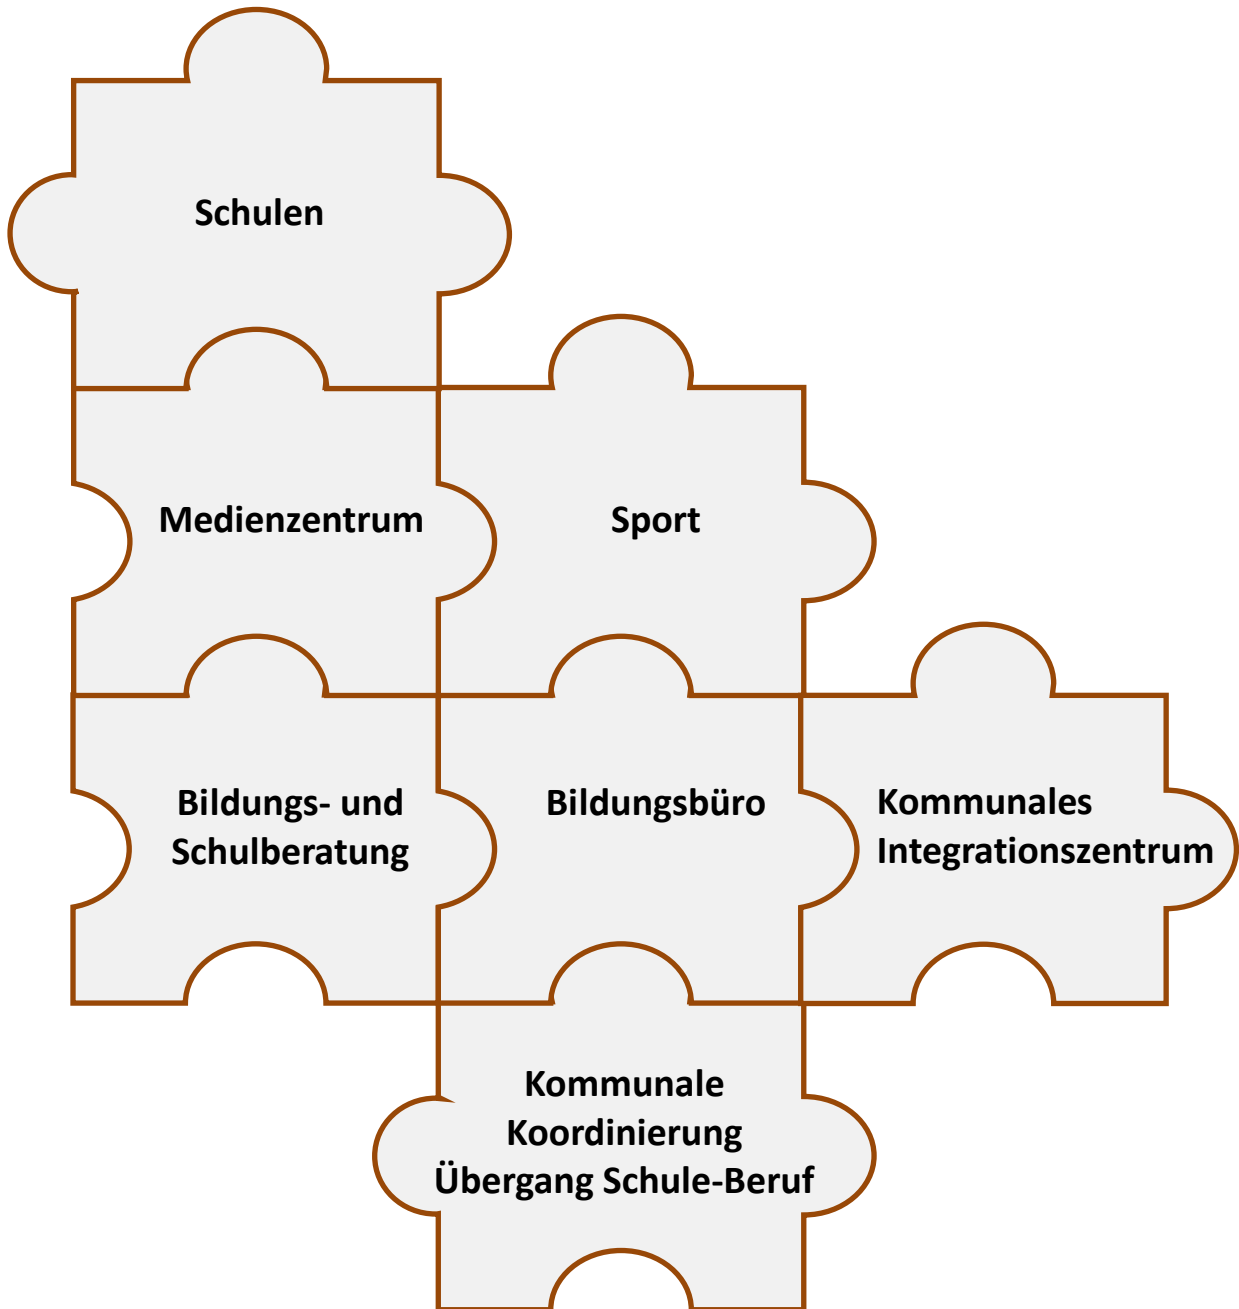 Schulen
Medienzentrum
Sport
Bildungs- und
Schulberatung
Bildungsbüro
Kommunales
Integrationszentrum
Kommunale
Koordinierung
Übergang Schule-Beruf